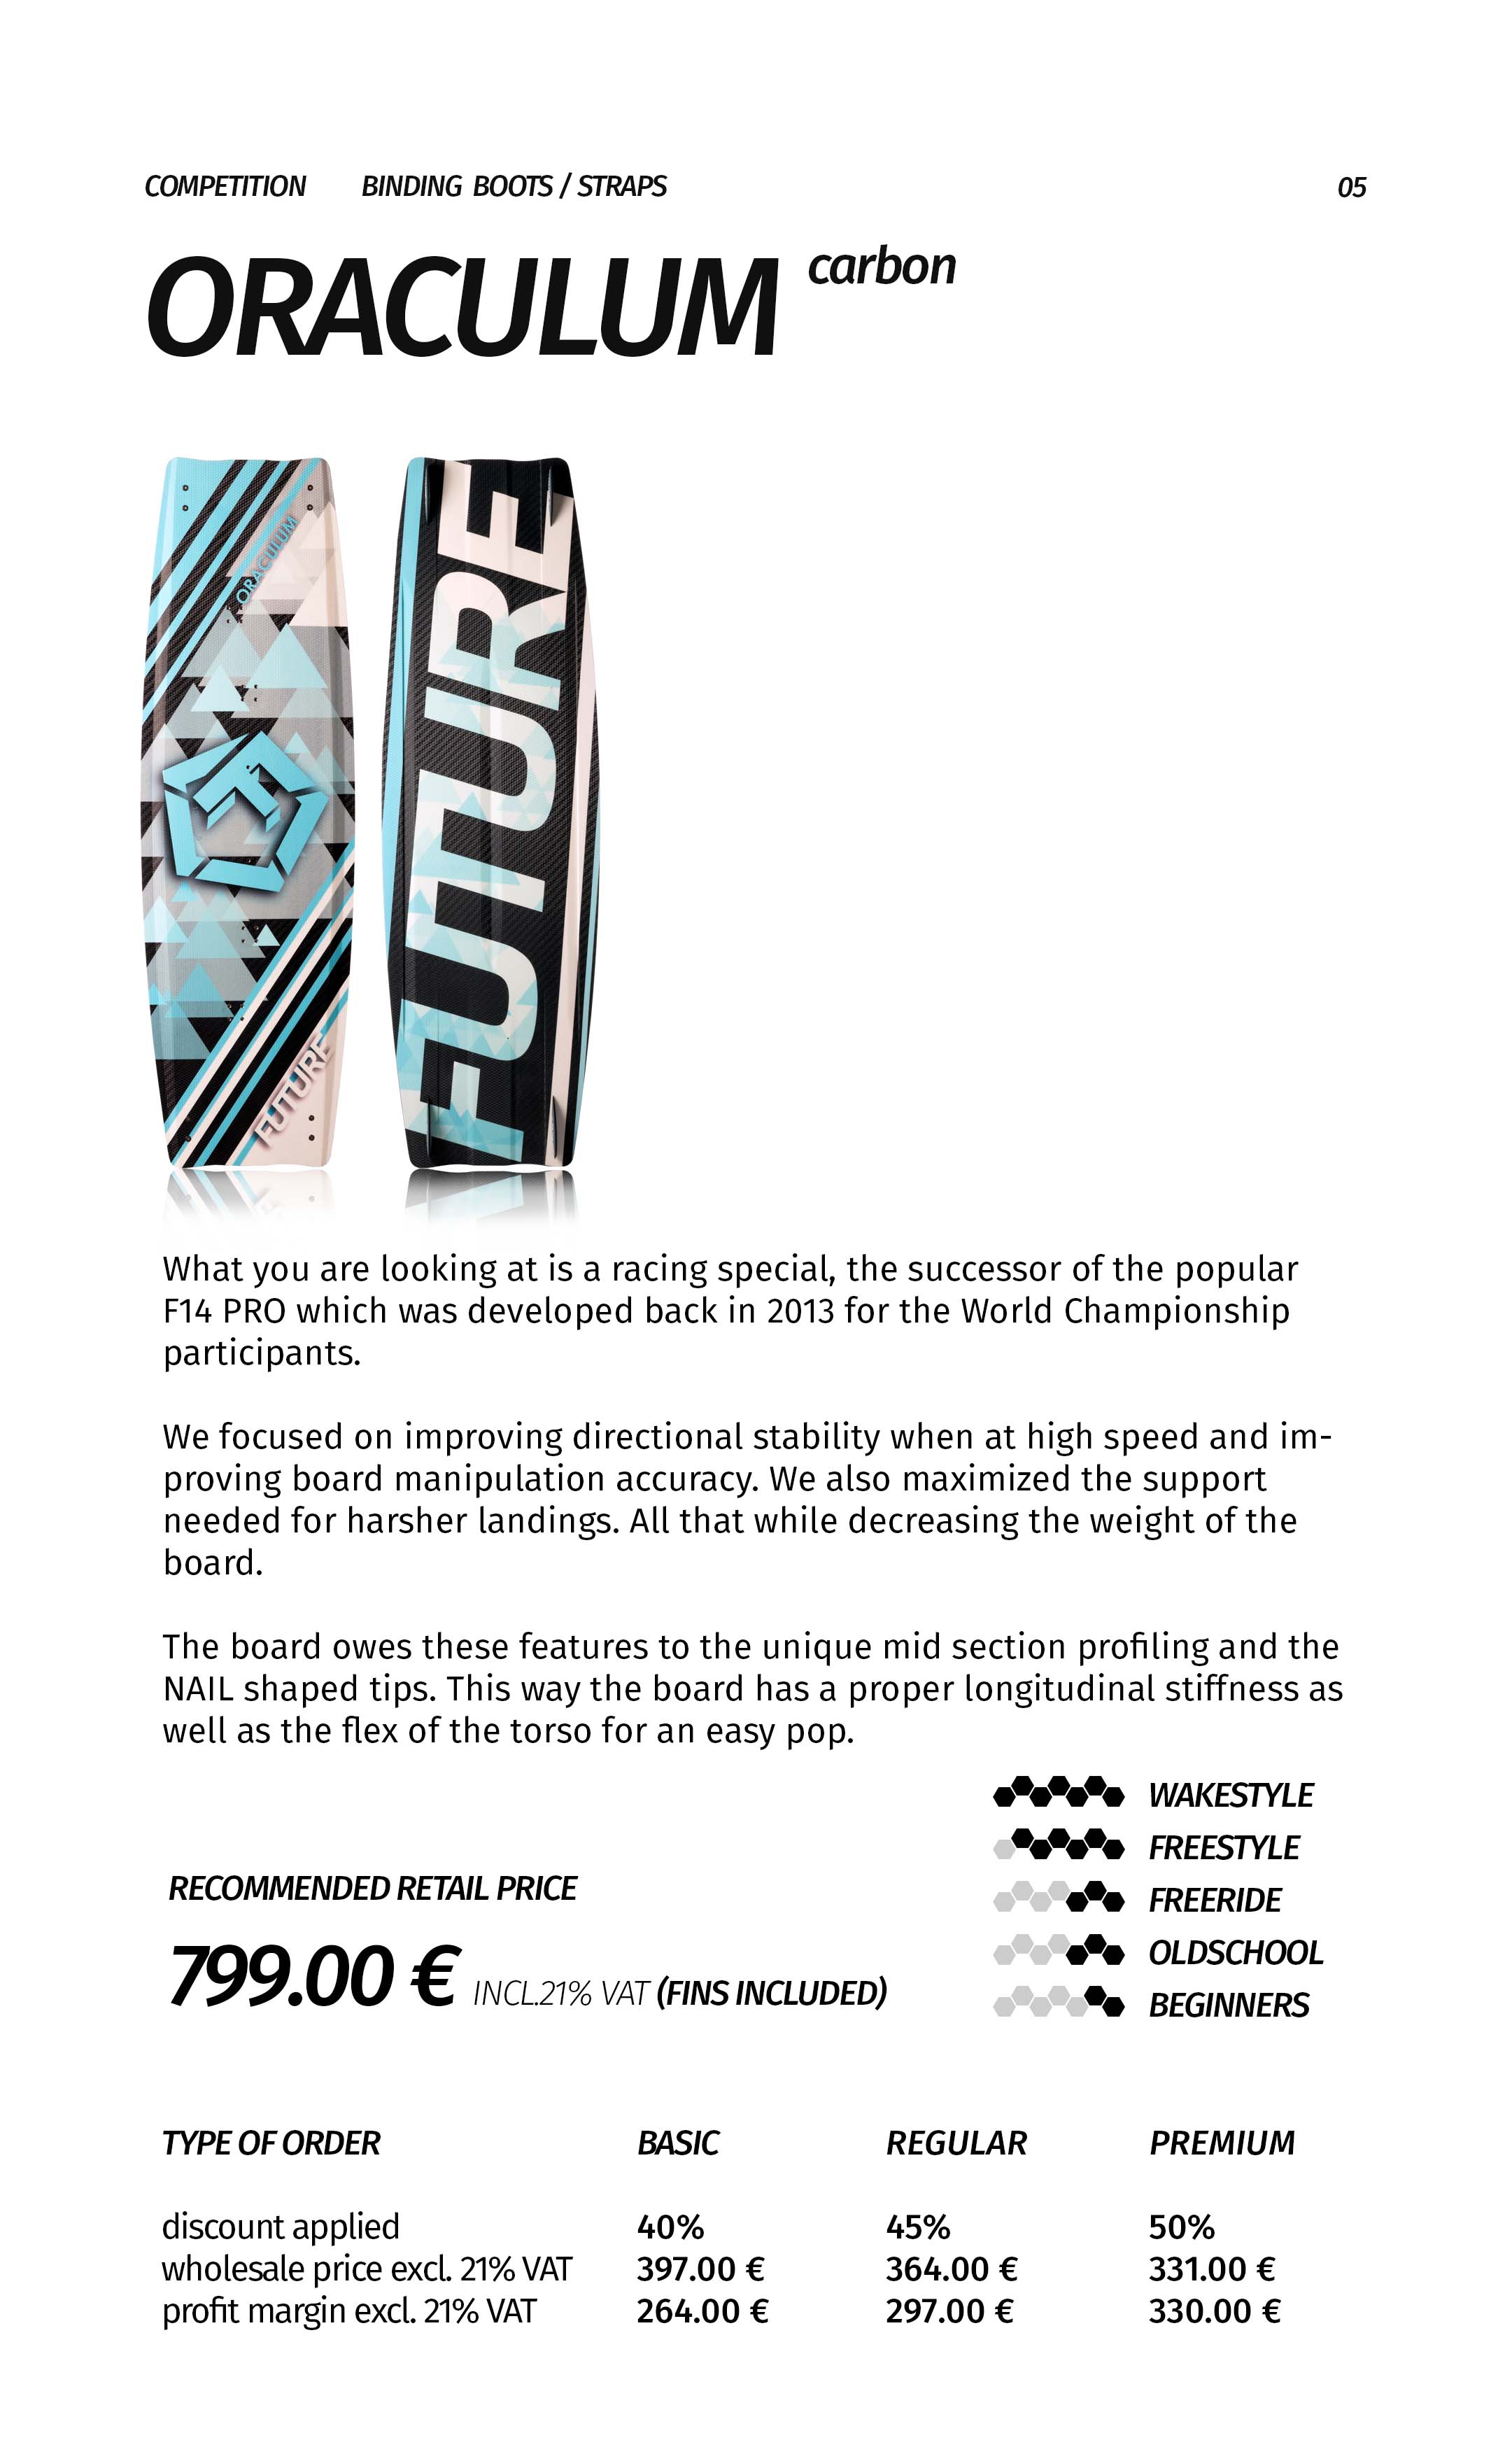 COMPETITION BINDING BOOTS / STRAPS 05
ORACULUM carbon
ORACULUM
FUTURE
FUTURE
What you are looking at is a racing special, the successor of the popular
F14 PRO which was developed back in 2013 for the World Championship
participants.
We focused on improving directional stability when at high speed and im-
proving board manipulation accuracy. We also maximized the support
needed for harsher landings. All that while decreasing the weight of the
board.
The board owes these features to the unique mid section profiling and the
NAIL shaped tips. This way the board has a proper longitudinal stiffness as
well as the flex of the torso for an easy pop.
WAKESTYLE
FREESTYLE
FREERIDE
OLDSCHOOL
BEGINNERS
RECOMMENDED RETAIL PRICE
799.00 € INCL.21% VAT (FINS INCLUDED)
TYPE OF ORDER BASIC REGULAR PREMIUM
discount applied 40% 45% 50%
wholesale price excl. 21% VAT 397.00 € 364.00 € 331.00 €
profit margin excl. 21% VAT 264.00 € 297.00 € 330.00 €